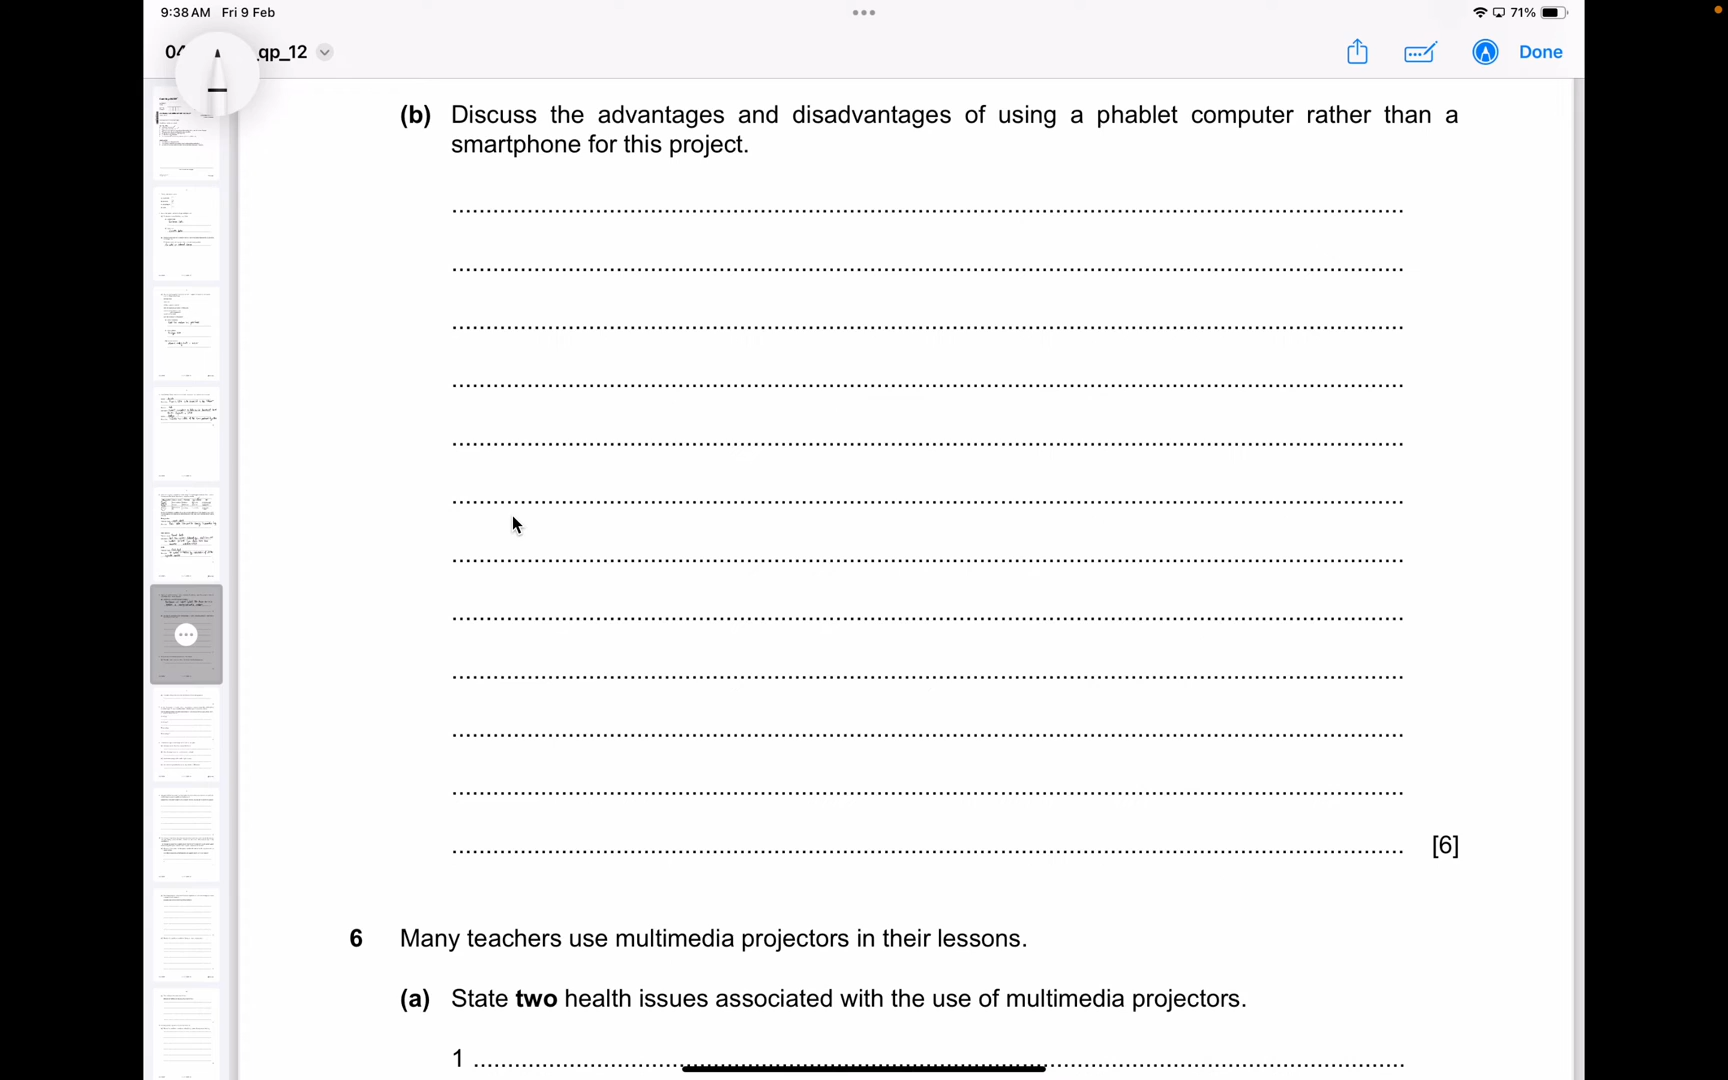 9:38 AM Fri 9 Feb
71%
04
_qp_12
Done
(b) Discuss the advantages and disadvantages of using a phablet computer rather than a
smartphone for this project.
[6]
6 Many teachers use multimedia projectors in their lessons.
(a) State two health issues associated with the use of multimedia projectors.
1